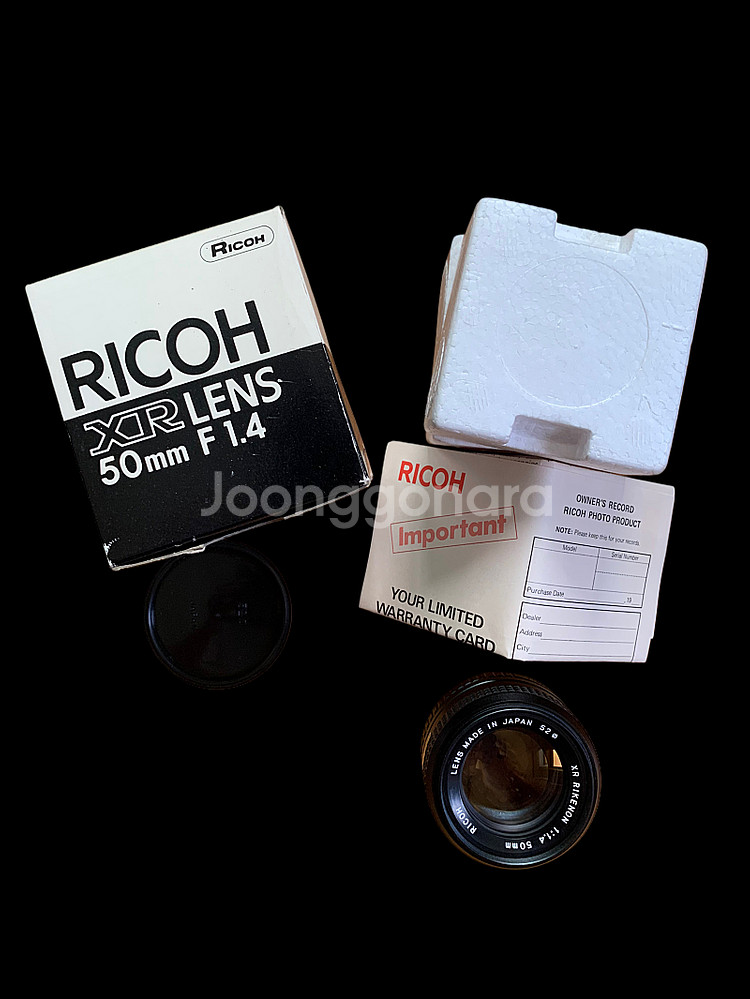 RICOH
RICOH
XR LENS
50mm F 1.4
Joonggonara
RICOH
Important
YOUR LIMITED
WARRANTY CARD
OWNER'S RECORD
RICOH PHOTO PRODUCT
NOTE: Please keep this for your records.
Model Serial Number
Purchase Date , 19
Dealer
Address
City
LENS MADE IN JAPAN 52ø
XR RIKENON 1:1.4 50mm
RICOH